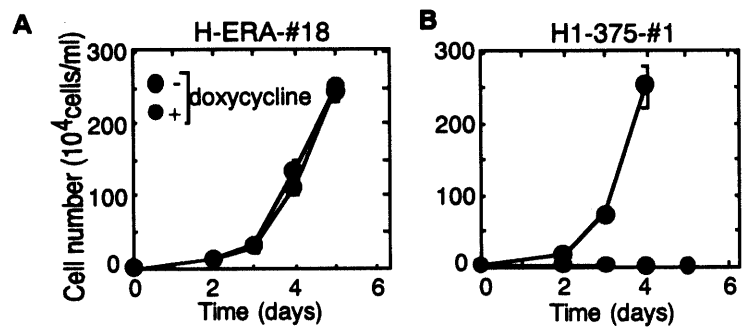 A
H-ERA-#18
300
200
100
0
Cell number (10⁴cells/ml)
-
+
doxycycline
0 2 4 6
Time (days)
B
H1-375-#1
300
200
100
0
0 2 4 6
Time (days)